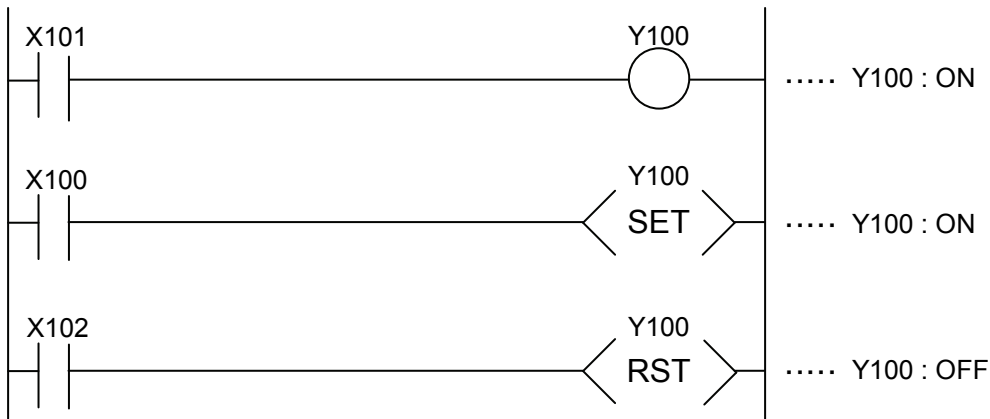 X101 Y100
..... Y100 : ON
X100 Y100
SET ..... Y100 : ON
X102 Y100
RST ..... Y100 : OFF